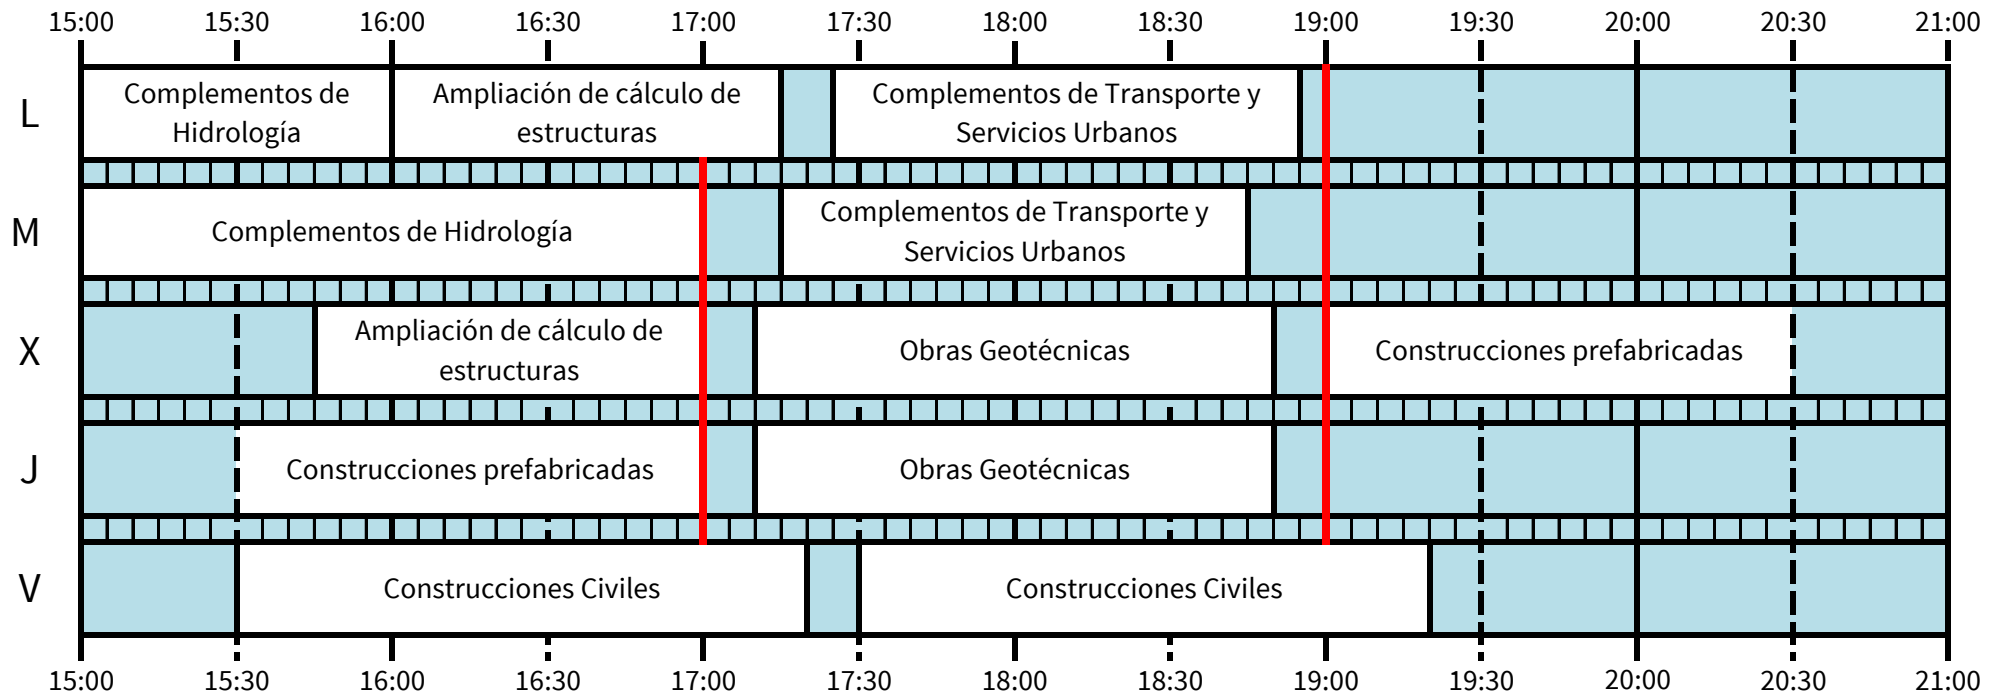 15:00 15:30 16:00 16:30 17:00 17:30 18:00 18:30 19:00 19:30 20:00 20:30 21:00
L
Complementos de
Hidrología
Ampliación de cálculo de
estructuras
Complementos de Transporte y
Servicios Urbanos
M
Complementos de Hidrología
Complementos de Transporte y
Servicios Urbanos
X
Ampliación de cálculo de
estructuras
Obras Geotécnicas
Construcciones prefabricadas
J
Construcciones prefabricadas
Obras Geotécnicas
V
Construcciones Civiles
Construcciones Civiles
15:00 15:30 16:00 16:30 17:00 17:30 18:00 18:30 19:00 19:30 20:00 20:30 21:00